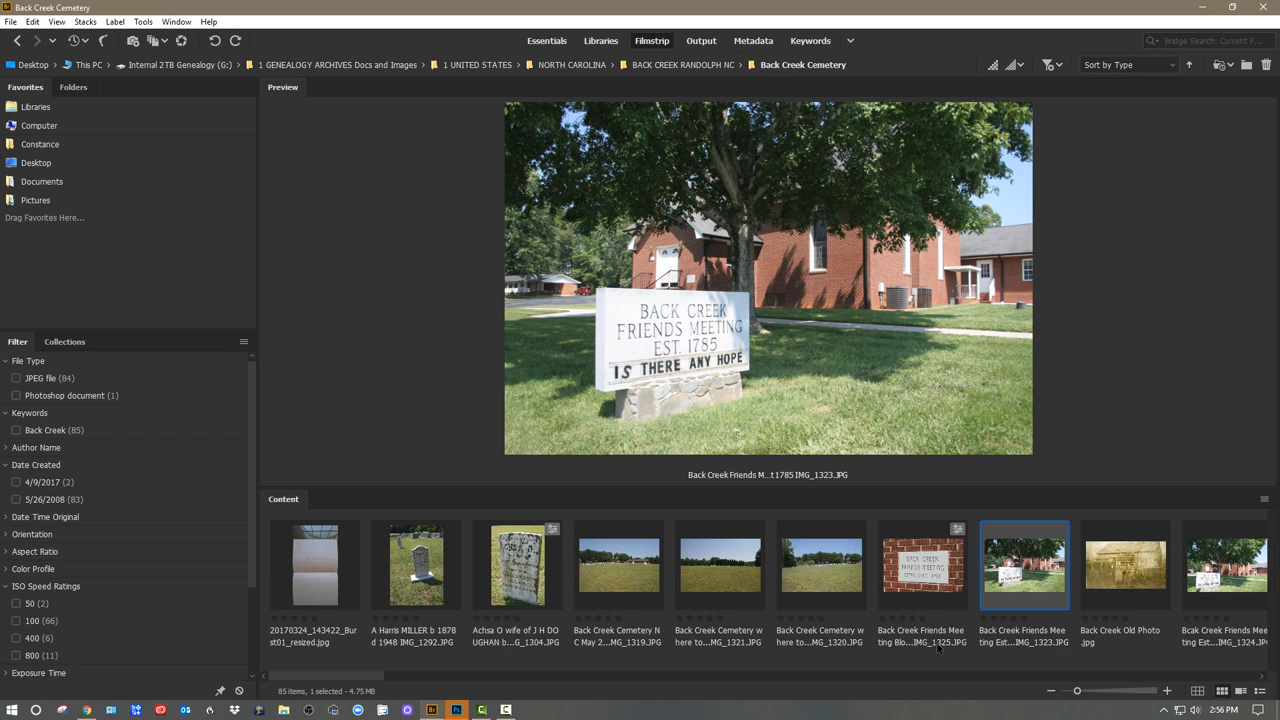 Back Creek Cemetery
File Edit View Stacks Label Tools Window Help
Essentials Libraries Filmstrip Output Metadata Keywords
Bridge Search: Current F...
Desktop This PC Internal 2TB Genealogy (G:) 1 GENEALOGY ARCHIVES Docs and Images 1 UNITED STATES NORTH CAROLINA BACK CREEK RANDOLPH NC Back Creek Cemetery
Sort by Type
Favorites Folders
Libraries
Computer
Constance
Desktop
Documents
Pictures
Drag Favorites Here...
Preview
BACK CREEK
FRIENDS MEETING
EST. 1785
IS THERE ANY HOPE
Back Creek Friends M...t 1785 IMG_1323.JPG
Filter Collections
File Type
JPEG file (84)
Photoshop document (1)
Keywords
Back Creek (85)
Author Name
Date Created
4/9/2017 (2)
5/26/2008 (83)
Date Time Original
Orientation
Aspect Ratio
Color Profile
ISO Speed Ratings
50 (2)
100 (66)
400 (6)
800 (11)
Exposure Time
Content
BACK CREEK
FRIENDS MEETING
20170324_143422_Bur
st01_resized.jpg
A Harris MILLER b 1878
d 1948 IMG_1292.JPG
Achsa O wife of J H DO
UGHAN b...G_1304.JPG
Back Creek Cemetery N
C May 2...MG_1319.JPG
Back Creek Cemetery w
here to...MG_1321.JPG
Back Creek Cemetery w
here to...MG_1320.JPG
Back Creek Friends Mee
ting Blo...IMG_1325.JPG
Back Creek Friends Mee
ting Est...IMG_1323.JPG
Back Creek Old Photo
.jpg
Bcak Creek Friends Mee
ting Est...IMG_1324.JPG
85 items, 1 selected - 4.75 MB
Br Ps
2:56 PM